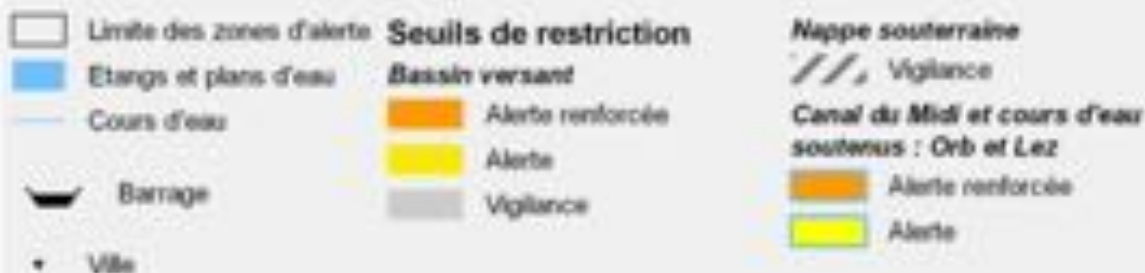 Limite des zones d'alerte
Etangs et plans d'eau
Cours d'eau
Barrage
Ville
Seuils de restriction
Bassin versant
Alerte renforcée
Alerte
Vigilance
Nappe souterraine
Vigilance
Canal du Midi et cours d'eau
soutenus : Orb et Lez
Alerte renforcée
Alerte